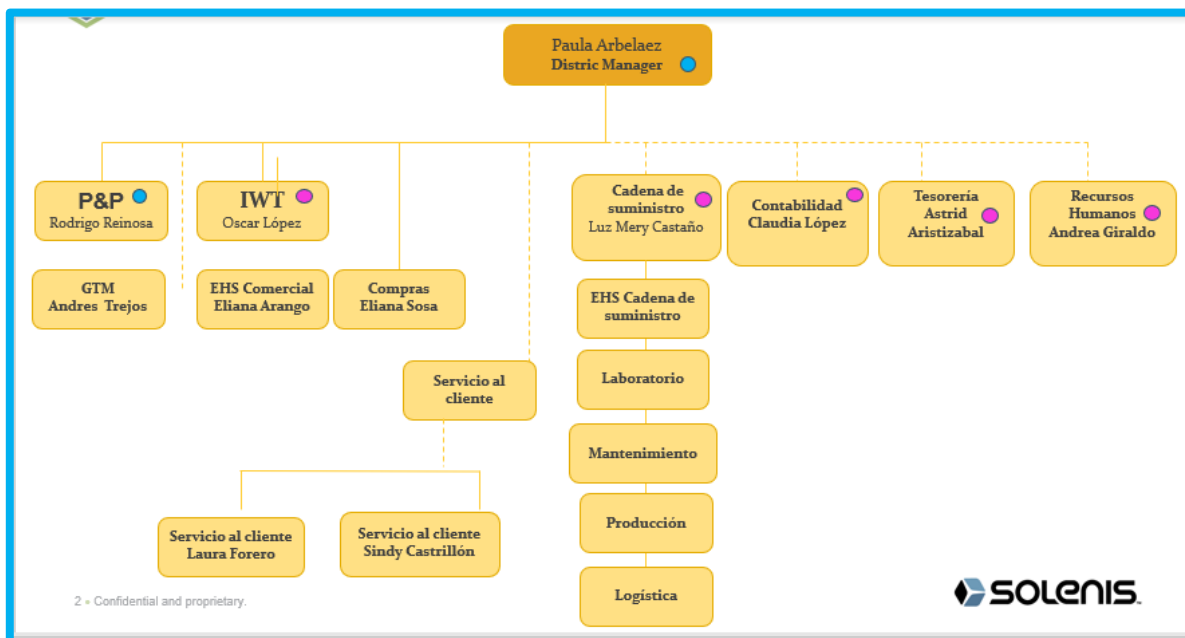 Paula Arbelaez
Distric Manager
P&P
Rodrigo Reinosa
IWT
Oscar López
Cadena de
suministro
Luz Mery Castaño
Contabilidad
Claudia López
Tesorería
Astrid
Aristizabal
Recursos
Humanos
Andrea Giraldo
GTM
Andres Trejos
EHS Comercial
Eliana Arango
Compras
Eliana Sosa
EHS Cadena de
suministro
Servicio al
cliente
Laboratorio
Mantenimiento
Servicio al cliente
Laura Forero
Servicio al cliente
Sindy Castrillón
Producción
Logística
2 • Confidential and proprietary.
SOLENIS™